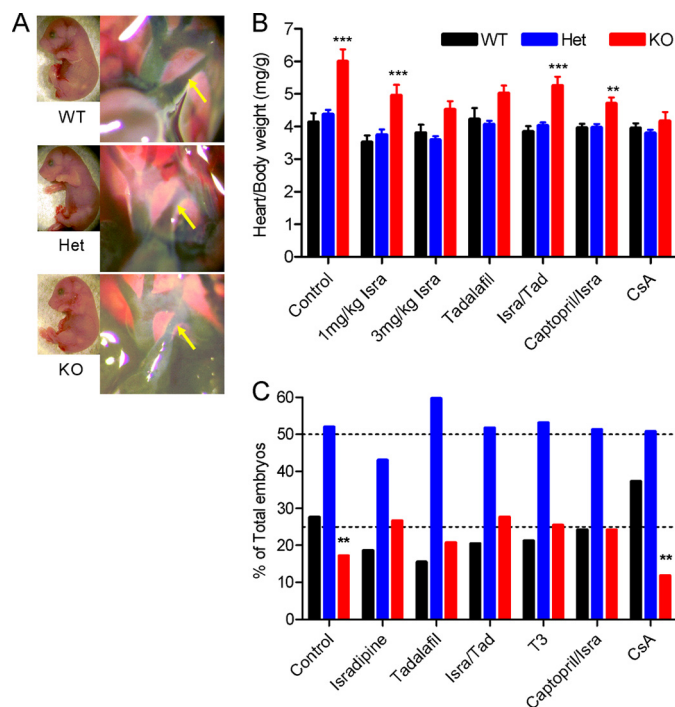 A
WT
Het
KO
B
WT
Het
KO
Heart/Body weight (mg/g)
7
6
5
4
3
2
1
0
***
***
***
**
Control
1mg/kg Isra
3mg/kg Isra
Tadalafil
Isra/Tad
Captopril/Isra
CsA
C
% of Total embryos
60
50
40
30
20
10
0
**
**
Control
Isradipine
Tadalafil
Isra/Tad
T3
Captopril/Isra
CsA